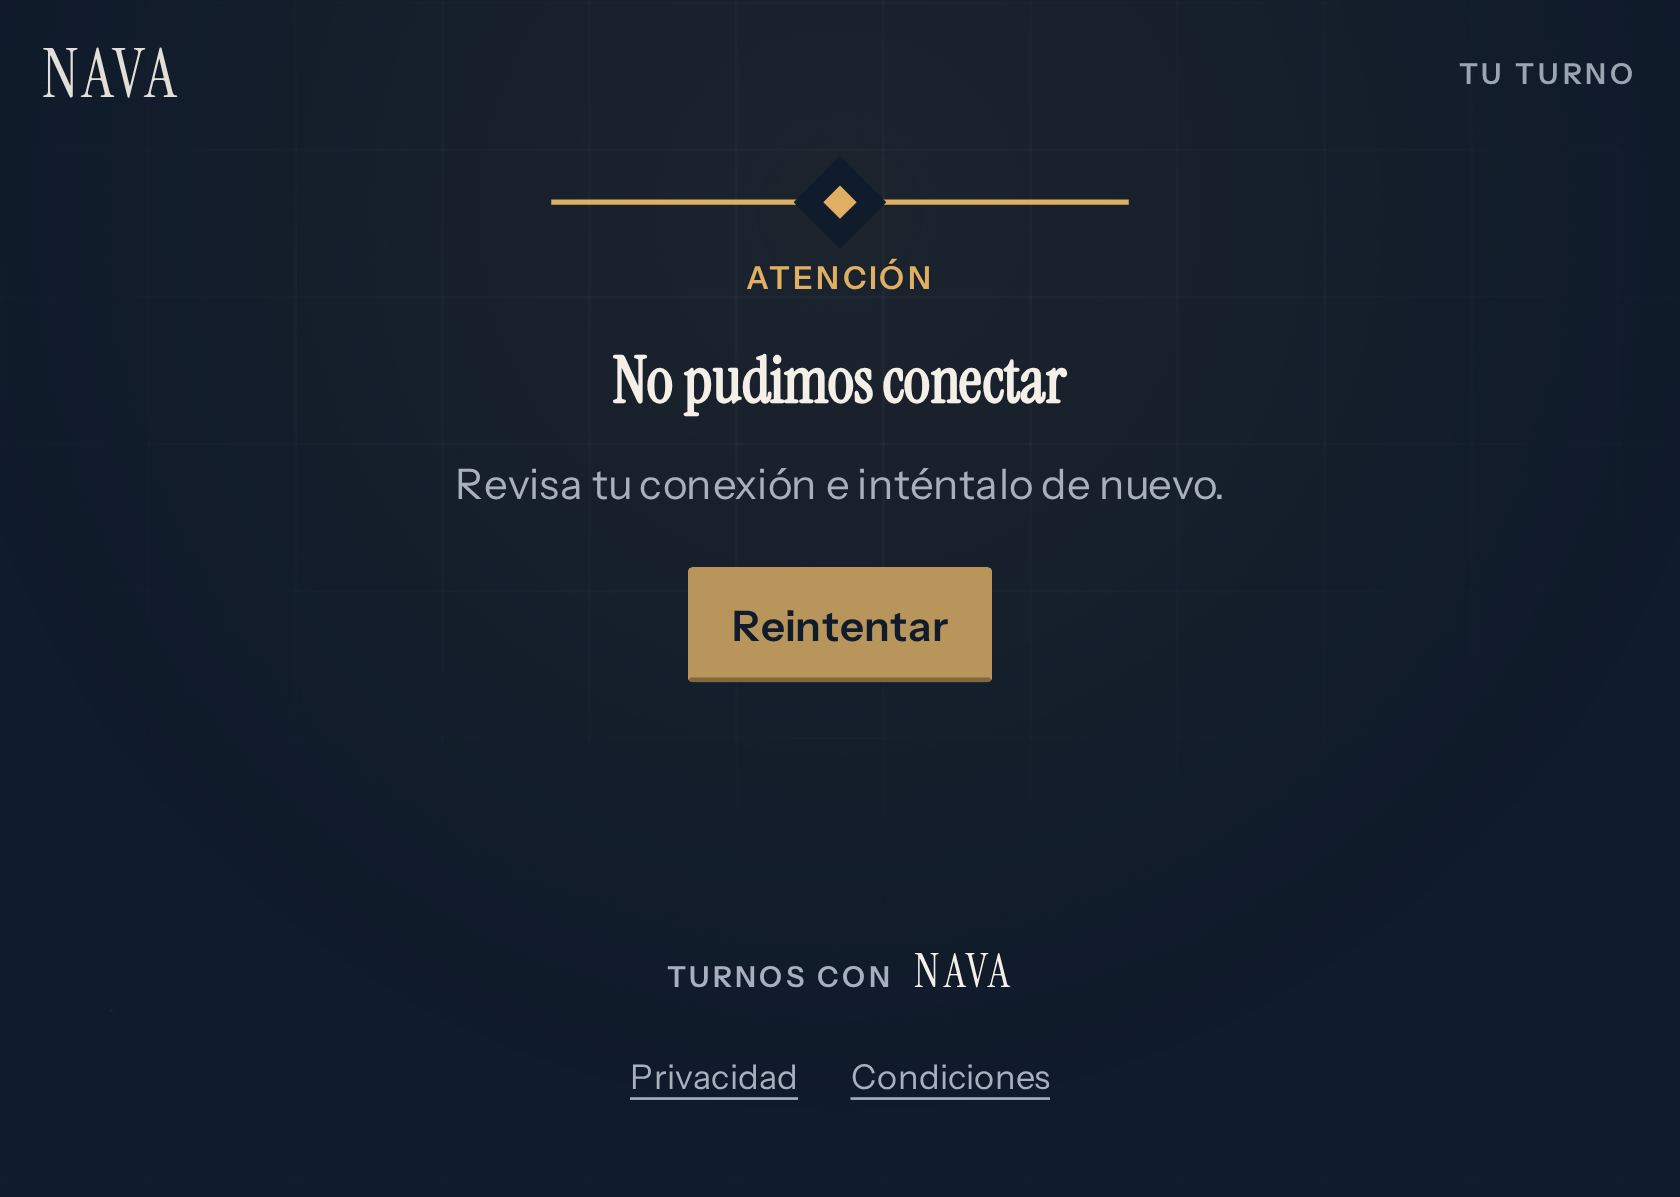 NAVA
TU TURNO
ATENCIÓN
No pudimos conectar
Revisa tu conexión e inténtalo de nuevo.
Reintentar
TURNOS CON NAVA
Privacidad Condiciones